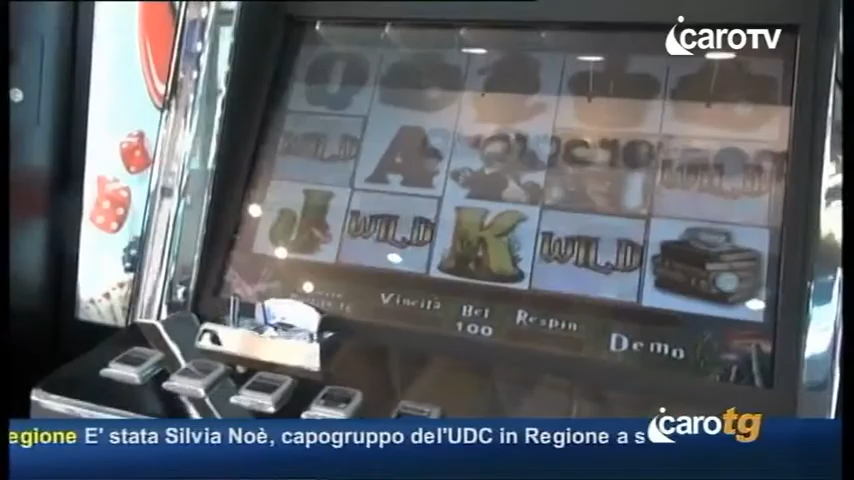 icaroTV
Q
WILD A WILD
J WILD K WILD
Vincita Bet Respin Demo
100
egione E' stata Silvia Noè, capogruppo del'UDC in Regione a s
icarotg